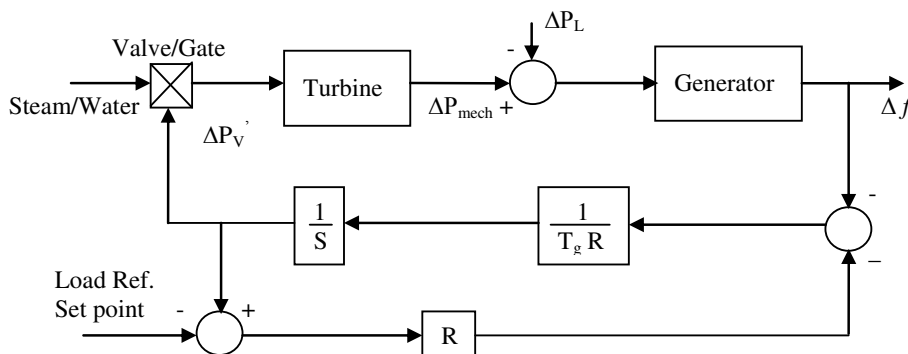 ΔP_L
-
Valve/Gate
Steam/Water
Turbine
ΔP_mech +
Generator
Δf
ΔP_V'
1
S
1
T_g R
-
–
Load Ref.
Set point
-
+
R